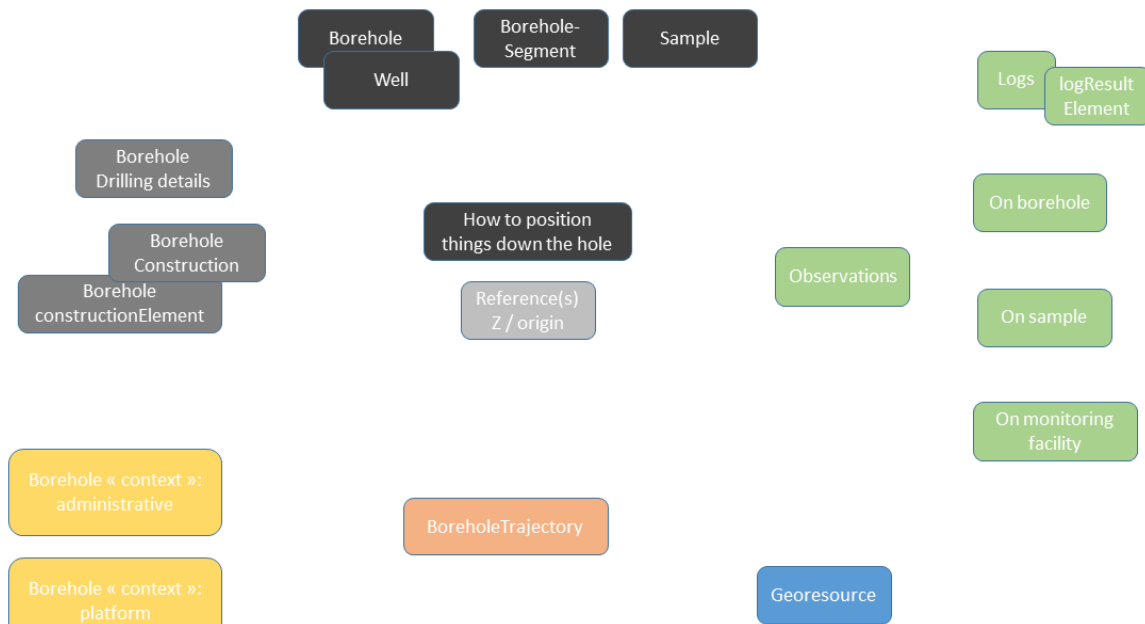 Borehole
Well
Borehole-
Segment
Sample
Logs
logResult
Element
Borehole
Drilling details
On borehole
How to position
things down the hole
Borehole
Construction
Borehole
constructionElement
Observations
Reference(s)
Z / origin
On sample
On monitoring
facility
Borehole « context »:
administrative
BoreholeTrajectory
Borehole « context »:
platform
Georesource